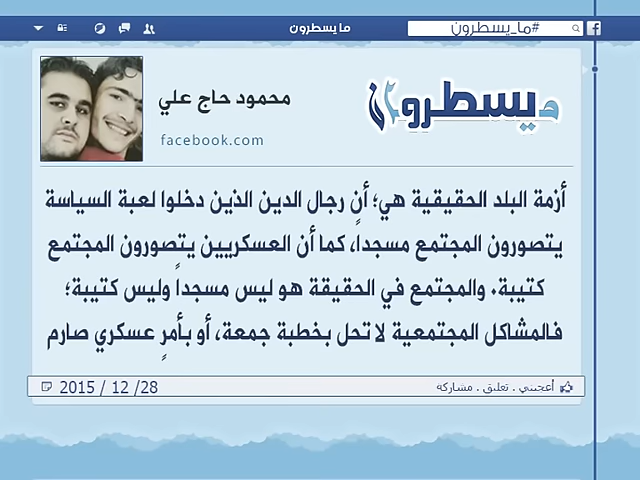 ما يسطرون
#ما_يسطرون
f
ما يسطرون
محمود حاج علي
facebook.com
أزمة البلد الحقيقية هي؛ أن رجال الدين الذين دخلوا لعبة السياسة
يتصورون المجتمع مسجداً، كما أن العسكريين يتصورون المجتمع
كتيبة. والمجتمع في الحقيقة هو ليس مسجداً وليس كتيبة؛
فالمشاكل المجتمعية لا تحل بخطبة جمعة، أو بأمرٍ عسكري صارم
أعجبني . تعليق . مشاركة
2015 / 12 /28